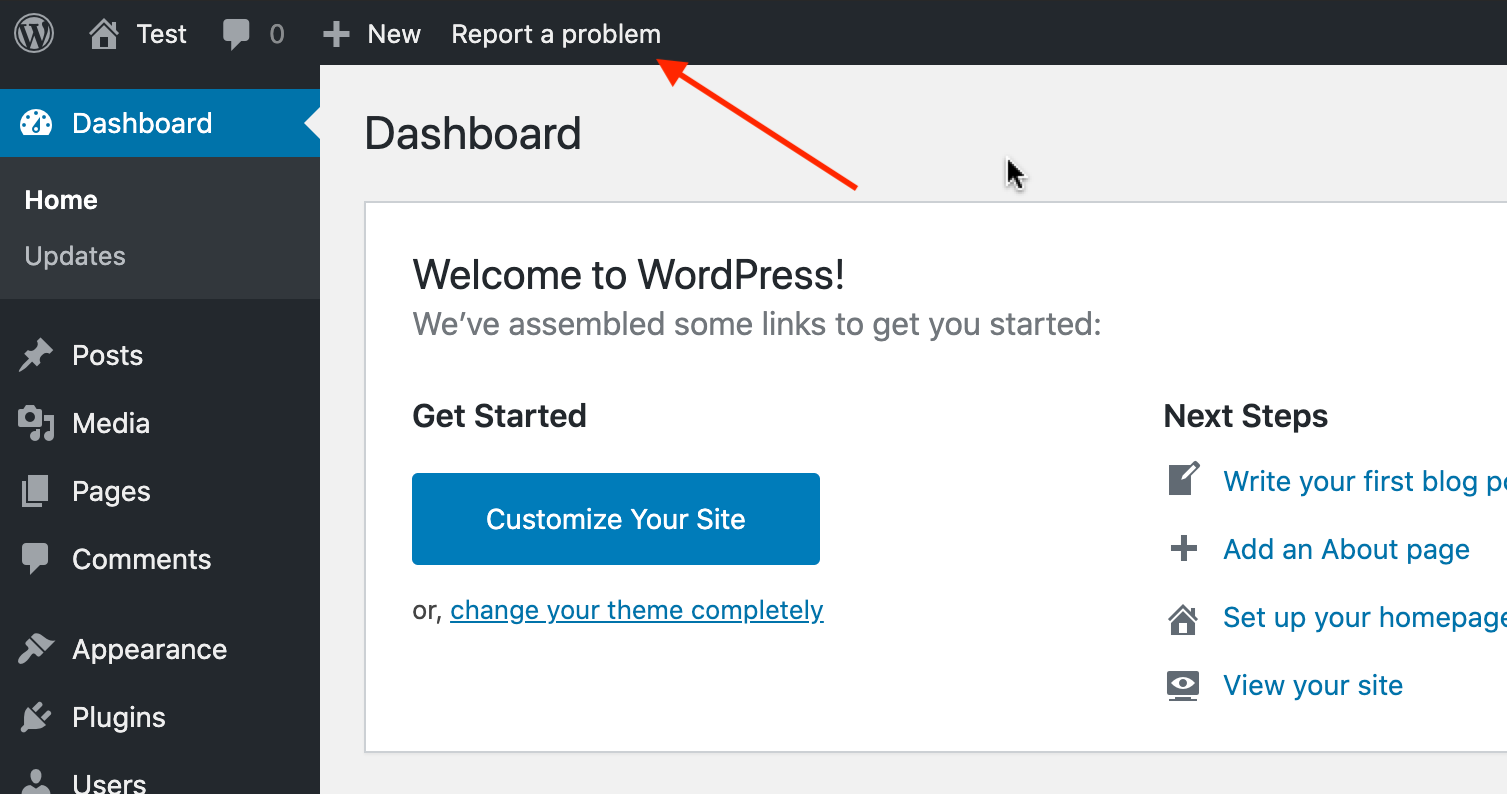 Test 0 New Report a problem
Dashboard
Home
Updates
Posts
Media
Pages
Comments
Appearance
Plugins
Users
Dashboard
Welcome to WordPress!
We’ve assembled some links to get you started:
Get Started
Customize Your Site
or, change your theme completely
Next Steps
Write your first blog
Add an About page
Set up your homepage
View your site